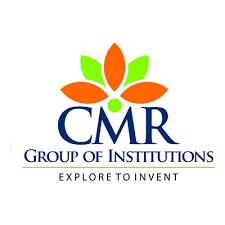 CMR
GROUP OF INSTITUTIONS
EXPLORE TO INVENT